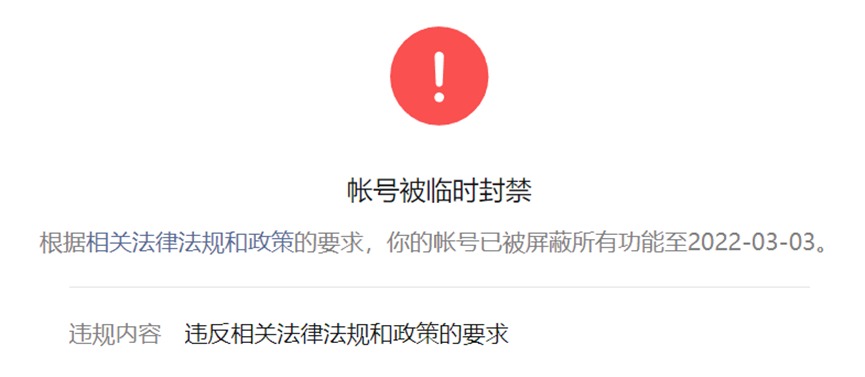 帐号被临时封禁
根据相关法律法规和政策的要求，你的帐号已被屏蔽所有功能至2022-03-03。
违规内容 违反相关法律法规和政策的要求